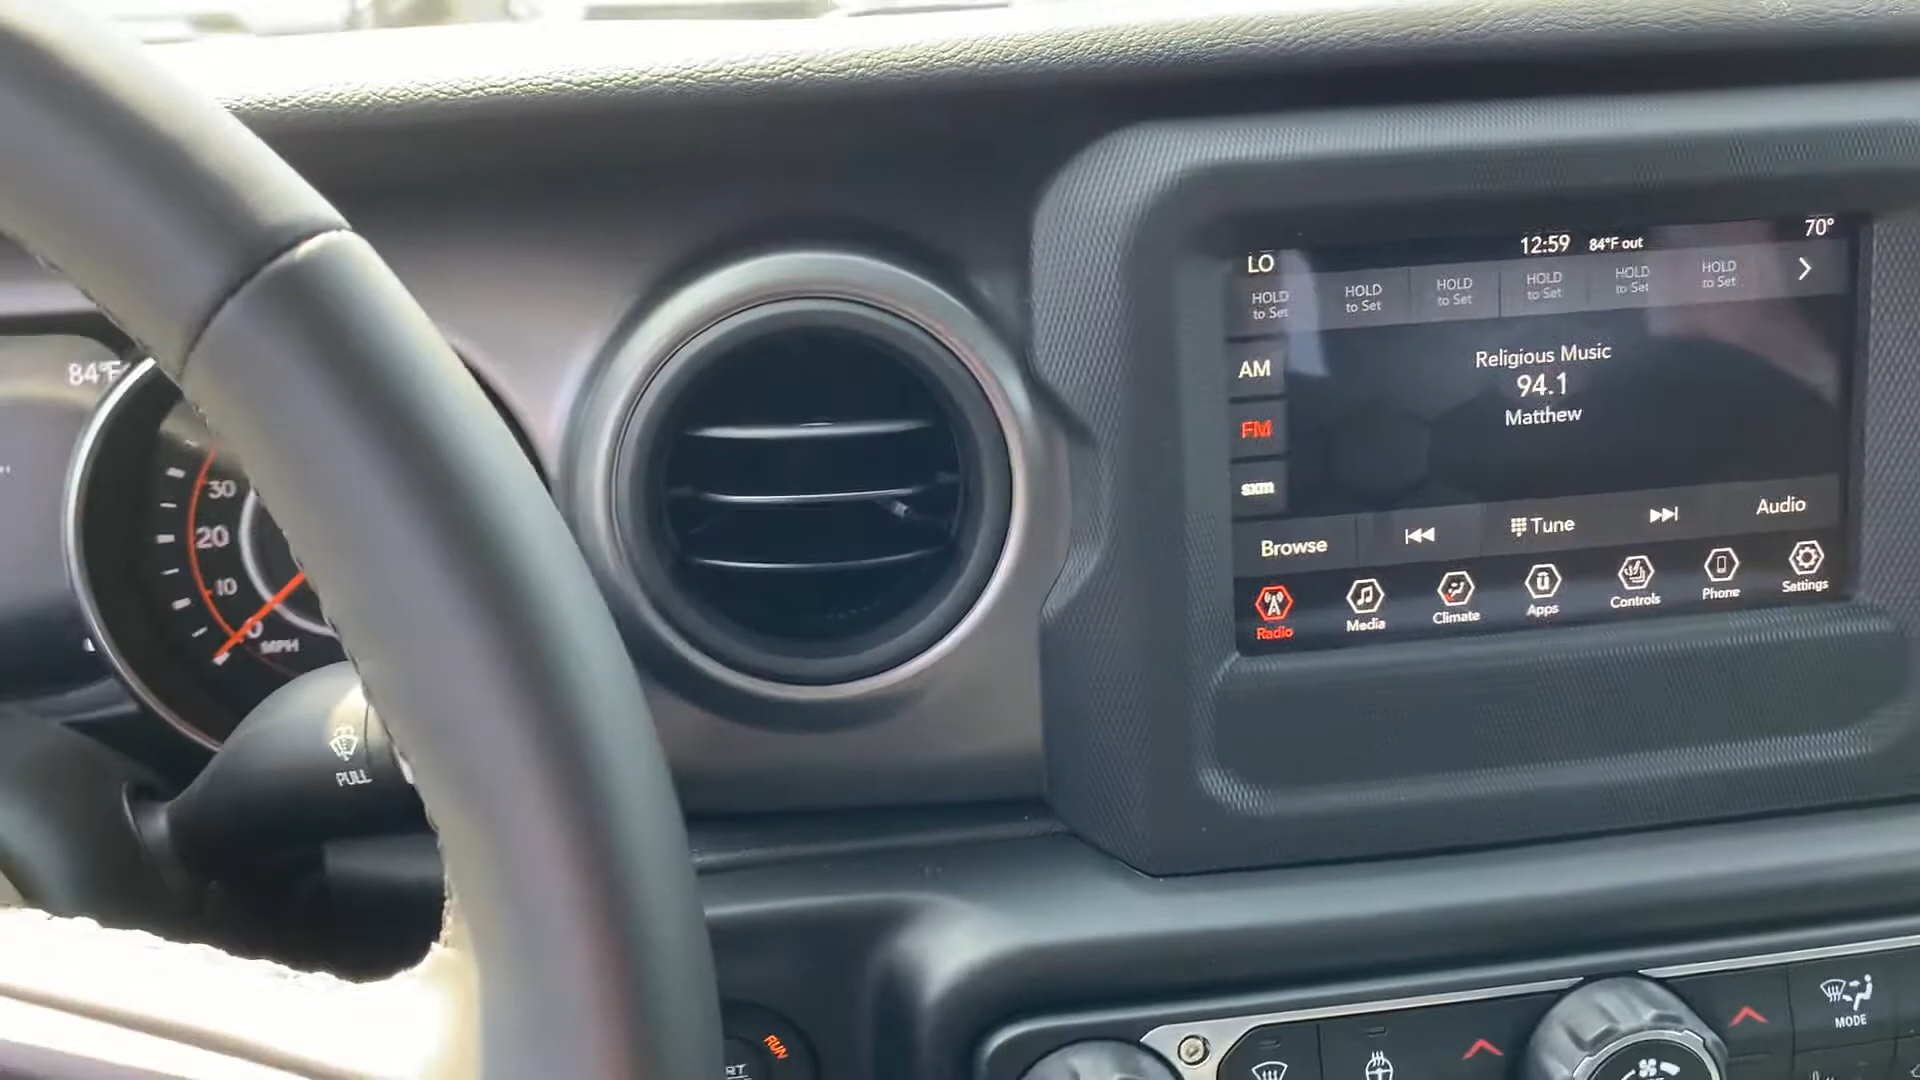 84°F
30
20
10
0
MPH
PULL
LO
12:59
84°F out
70°
HOLD
to Set
HOLD
to Set
HOLD
to Set
HOLD
to Set
HOLD
to Set
HOLD
to Set
AM
FM
sxm
Religious Music
94.1
Matthew
Browse
Tune
Audio
Radio
Media
Climate
Apps
Controls
Phone
Settings
RUN
MODE